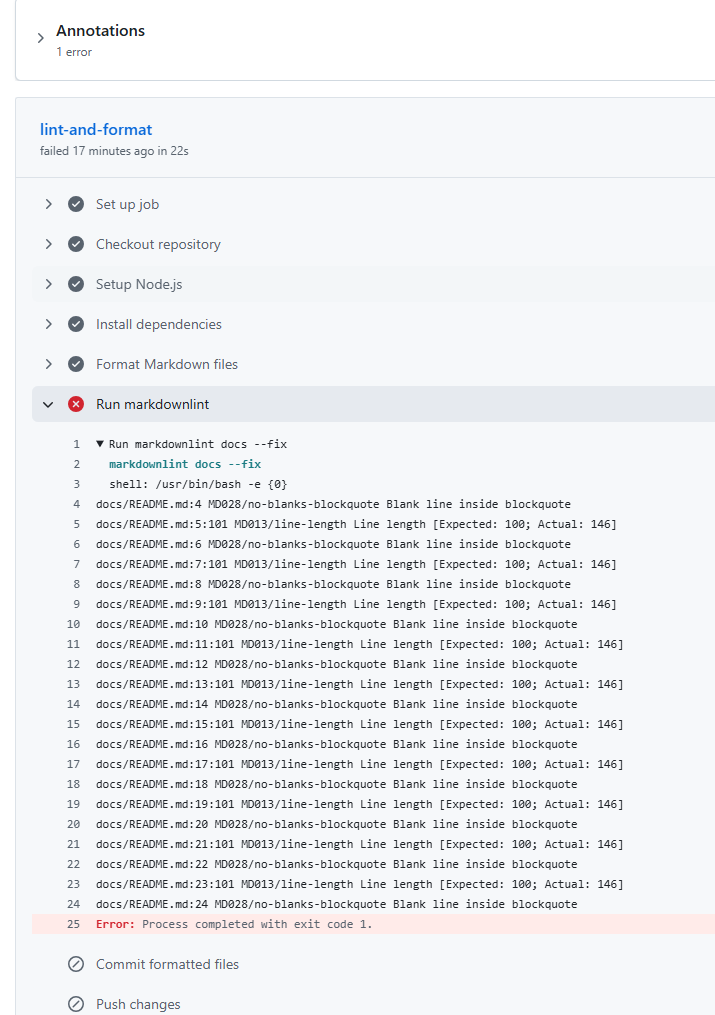 Annotations
1 error
lint-and-format
failed 17 minutes ago in 22s
Set up job
Checkout repository
Setup Node.js
Install dependencies
Format Markdown files
Run markdownlint
1 ▼ Run markdownlint docs --fix
2 markdownlint docs --fix
3 shell: /usr/bin/bash -e {0}
4 docs/README.md:4 MD028/no-blanks-blockquote Blank line inside blockquote
5 docs/README.md:5:101 MD013/line-length Line length [Expected: 100; Actual: 146]
6 docs/README.md:6 MD028/no-blanks-blockquote Blank line inside blockquote
7 docs/README.md:7:101 MD013/line-length Line length [Expected: 100; Actual: 146]
8 docs/README.md:8 MD028/no-blanks-blockquote Blank line inside blockquote
9 docs/README.md:9:101 MD013/line-length Line length [Expected: 100; Actual: 146]
10 docs/README.md:10 MD028/no-blanks-blockquote Blank line inside blockquote
11 docs/README.md:11:101 MD013/line-length Line length [Expected: 100; Actual: 146]
12 docs/README.md:12 MD028/no-blanks-blockquote Blank line inside blockquote
13 docs/README.md:13:101 MD013/line-length Line length [Expected: 100; Actual: 146]
14 docs/README.md:14 MD028/no-blanks-blockquote Blank line inside blockquote
15 docs/README.md:15:101 MD013/line-length Line length [Expected: 100; Actual: 146]
16 docs/README.md:16 MD028/no-blanks-blockquote Blank line inside blockquote
17 docs/README.md:17:101 MD013/line-length Line length [Expected: 100; Actual: 146]
18 docs/README.md:18 MD028/no-blanks-blockquote Blank line inside blockquote
19 docs/README.md:19:101 MD013/line-length Line length [Expected: 100; Actual: 146]
20 docs/README.md:20 MD028/no-blanks-blockquote Blank line inside blockquote
21 docs/README.md:21:101 MD013/line-length Line length [Expected: 100; Actual: 146]
22 docs/README.md:22 MD028/no-blanks-blockquote Blank line inside blockquote
23 docs/README.md:23:101 MD013/line-length Line length [Expected: 100; Actual: 146]
24 docs/README.md:24 MD028/no-blanks-blockquote Blank line inside blockquote
25 Error: Process completed with exit code 1.
Commit formatted files
Push changes